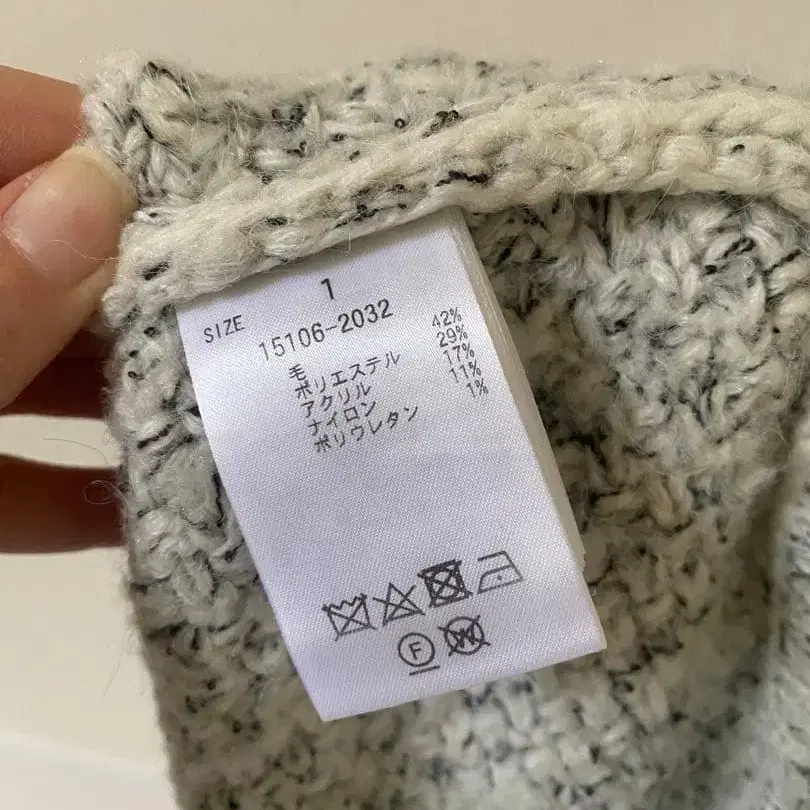 SIZE 1
15106-2032
毛 42%
ポリエステル 29%
アクリル 17%
ナイロン 11%
ポリウレタン 1%
F W